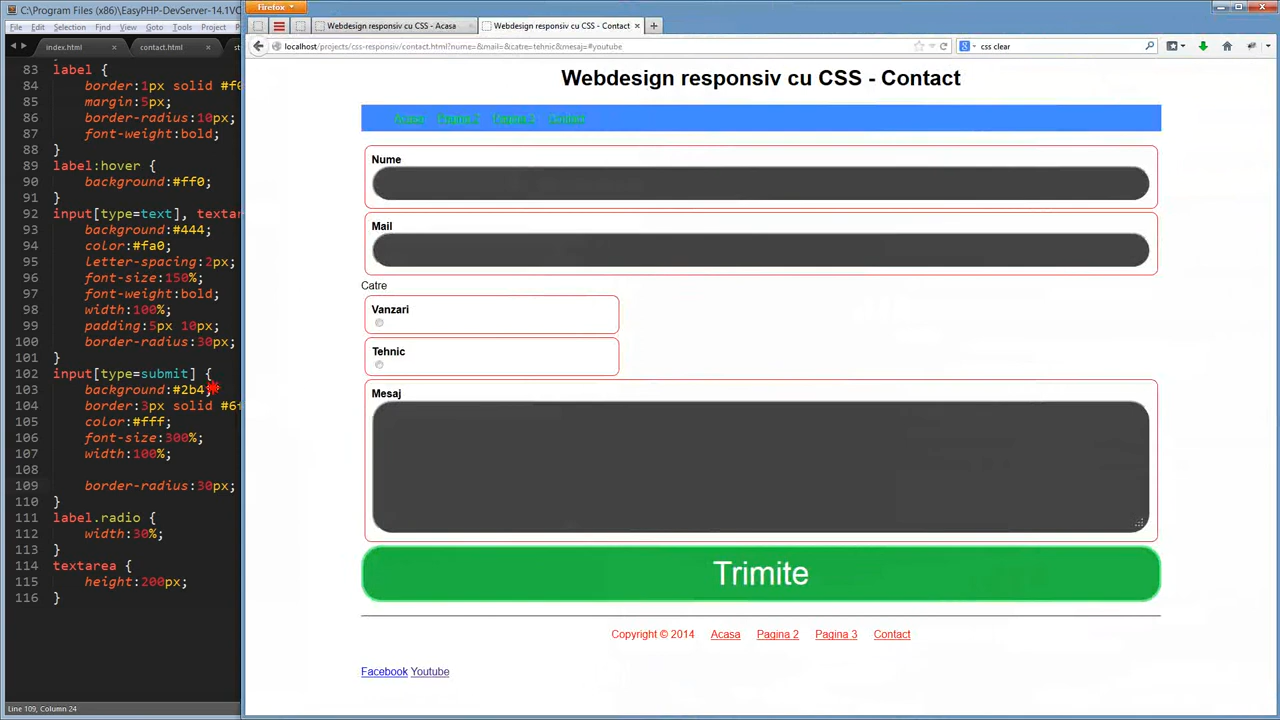 C:\Program Files (x86)\EasyPHP-DevServer-14.1VC
File Edit Selection Find View Goto Tools Project
index.html contact.html st
83 label {
84 border:1px solid #f
85 margin:5px;
86 border-radius:10px;
87 font-weight:bold;
88 }
89 label:hover {
90 background:#ff0;
91 }
92 input[type=text], textar
93 background:#444;
94 color:#fa0;
95 letter-spacing:2px;
96 font-size:150%;
97 font-weight:bold;
98 width:100%;
99 padding:5px 10px;
100 border-radius:30px;
101 }
102 input[type=submit] {
103 background:#2b4;
104 border:3px solid #6f
105 color:#fff;
106 font-size:300%;
107 width:100%;
108
109 border-radius:30px;
110 }
111 label.radio {
112 width:30%;
113 }
114 textarea {
115 height:200px;
116 }
Line 109, Column 24
Firefox
Webdesign responsiv cu CSS - Acasa
Webdesign responsiv cu CSS - Contact
localhost/projects/css-responsiv/contact.html?nume=&mail=&catre=tehnic&mesaj=#youtube
css clear
Webdesign responsiv cu CSS - Contact
Acasa Pagina 2 Pagina 3 Contact
Nume
Mail
Catre
Vanzari
Tehnic
Mesaj
Trimite
Copyright © 2014 Acasa Pagina 2 Pagina 3 Contact
Facebook Youtube